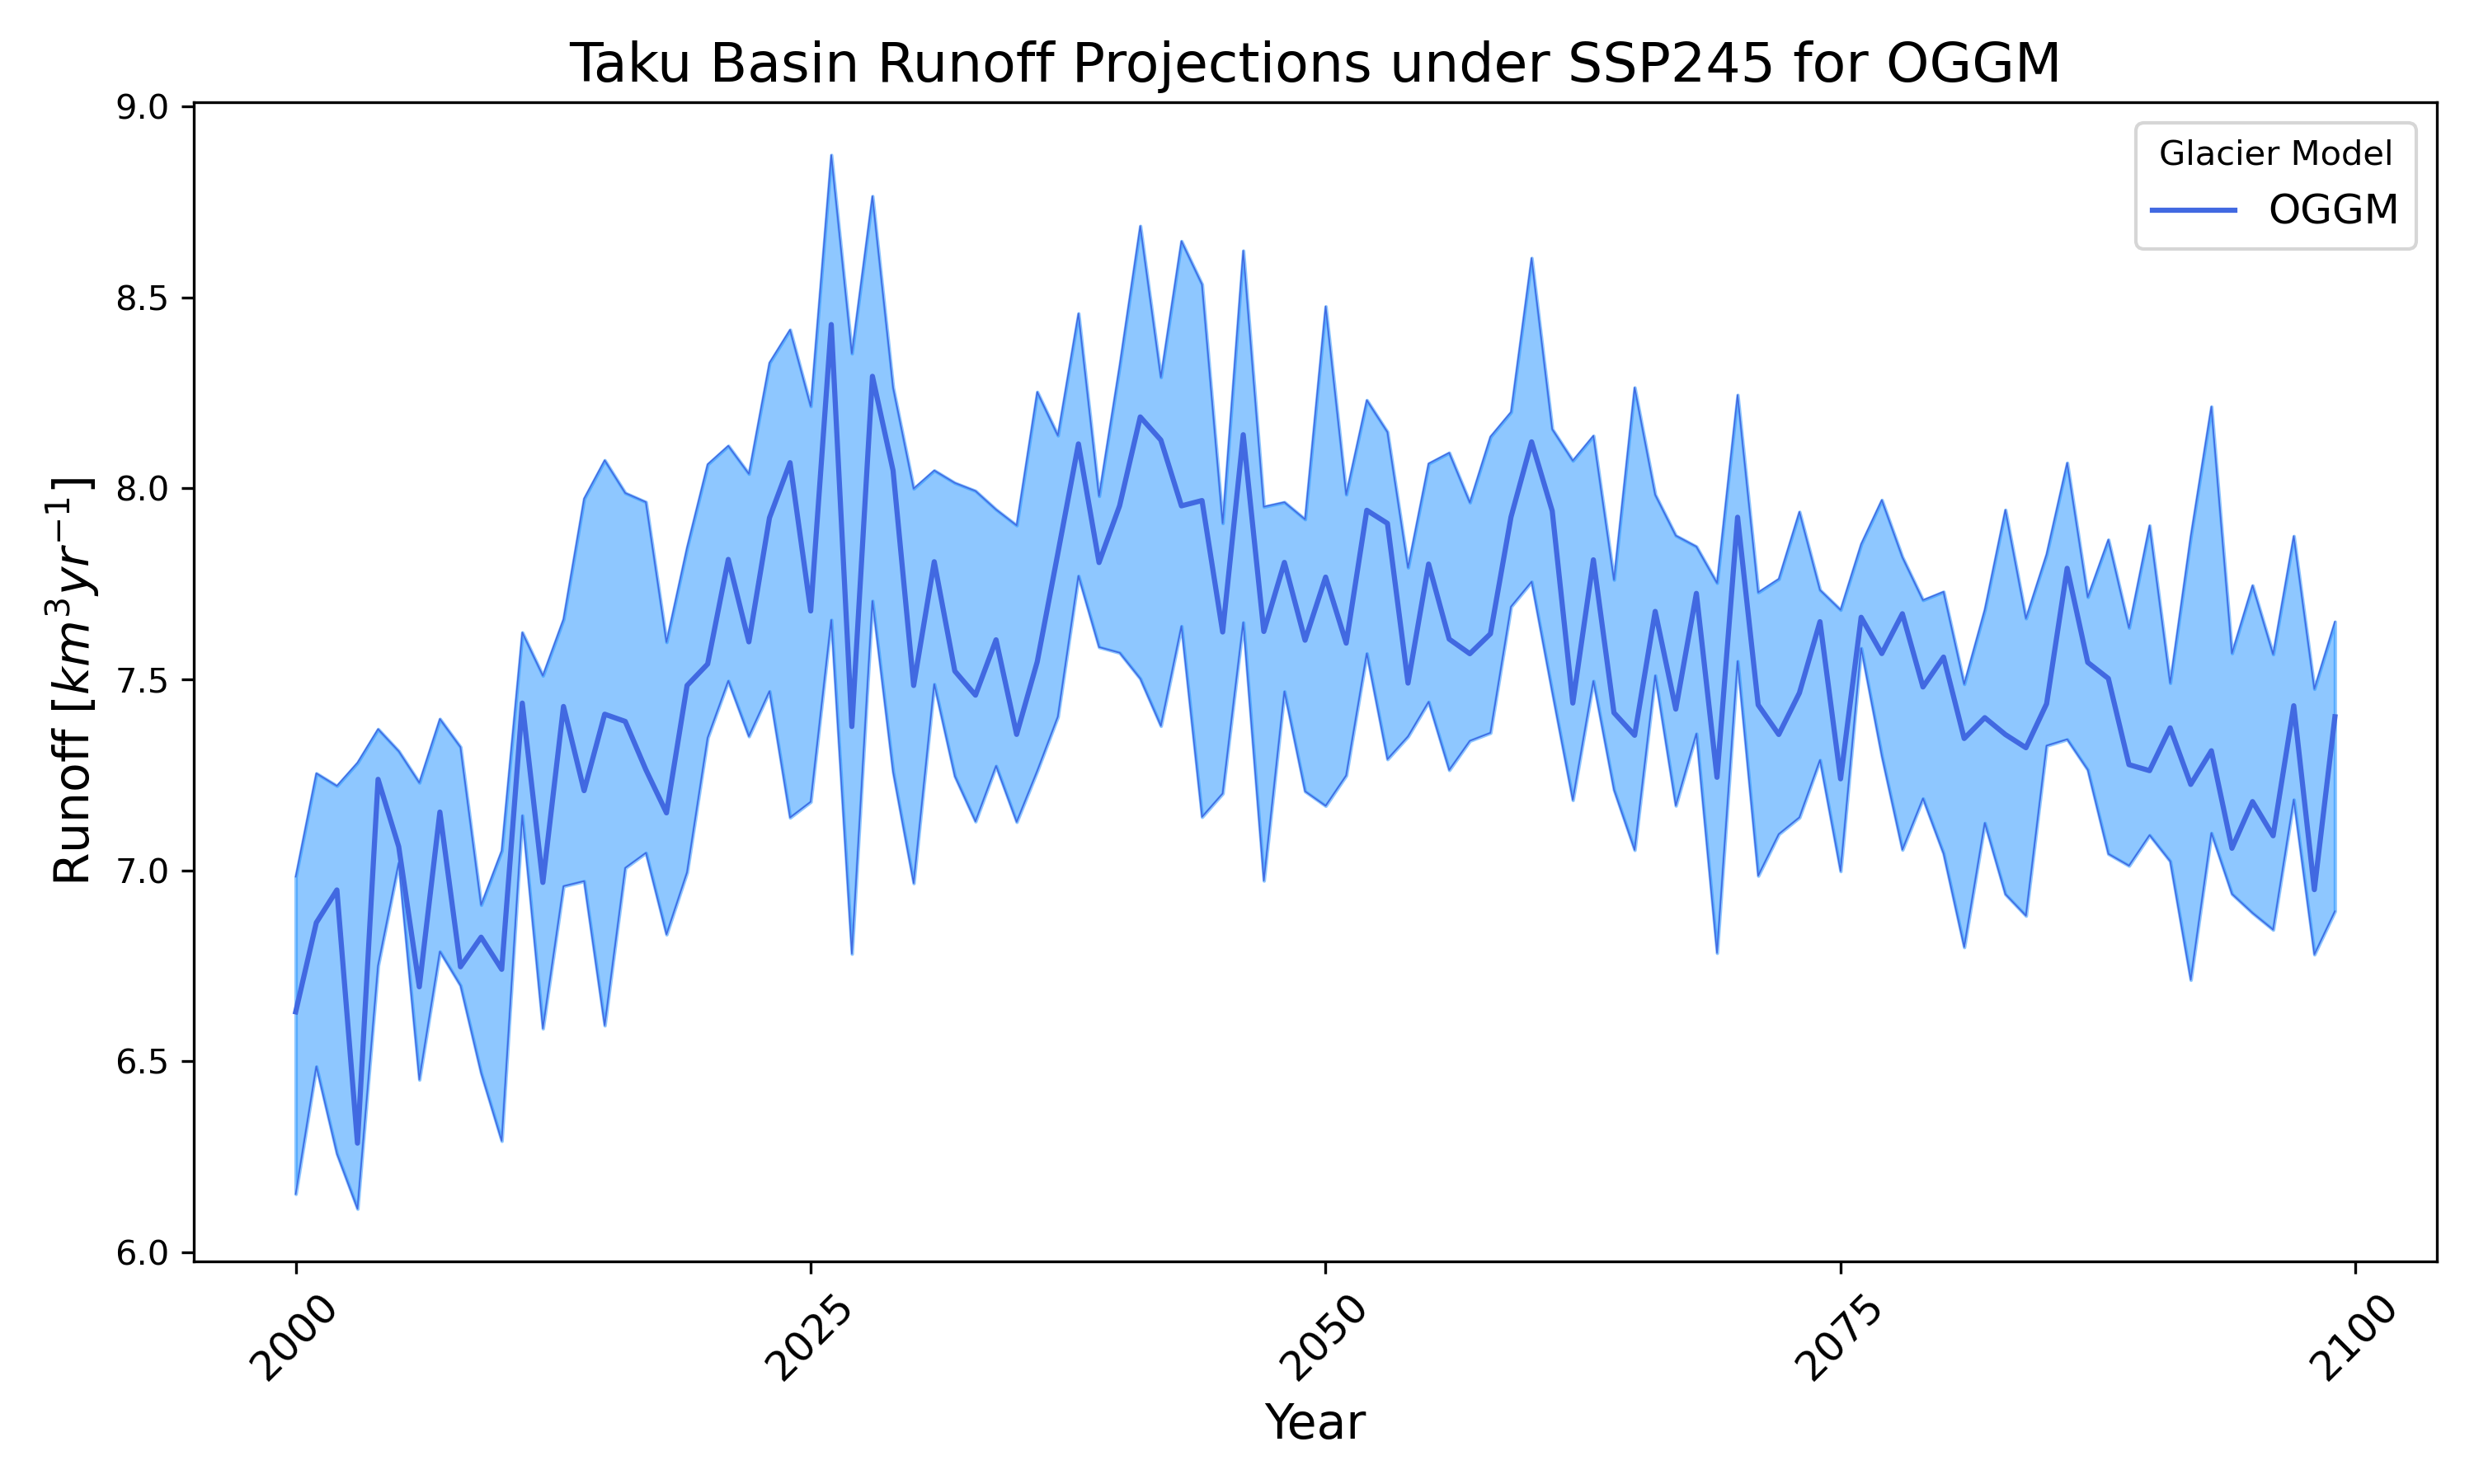 Taku Basin Runoff Projections under SSP245 for OGGM
Glacier Model
OGGM
Runoff [km³yr⁻¹]
9.0
8.5
8.0
7.5
7.0
6.5
6.0
2000
2025
2050
2075
2100
Year